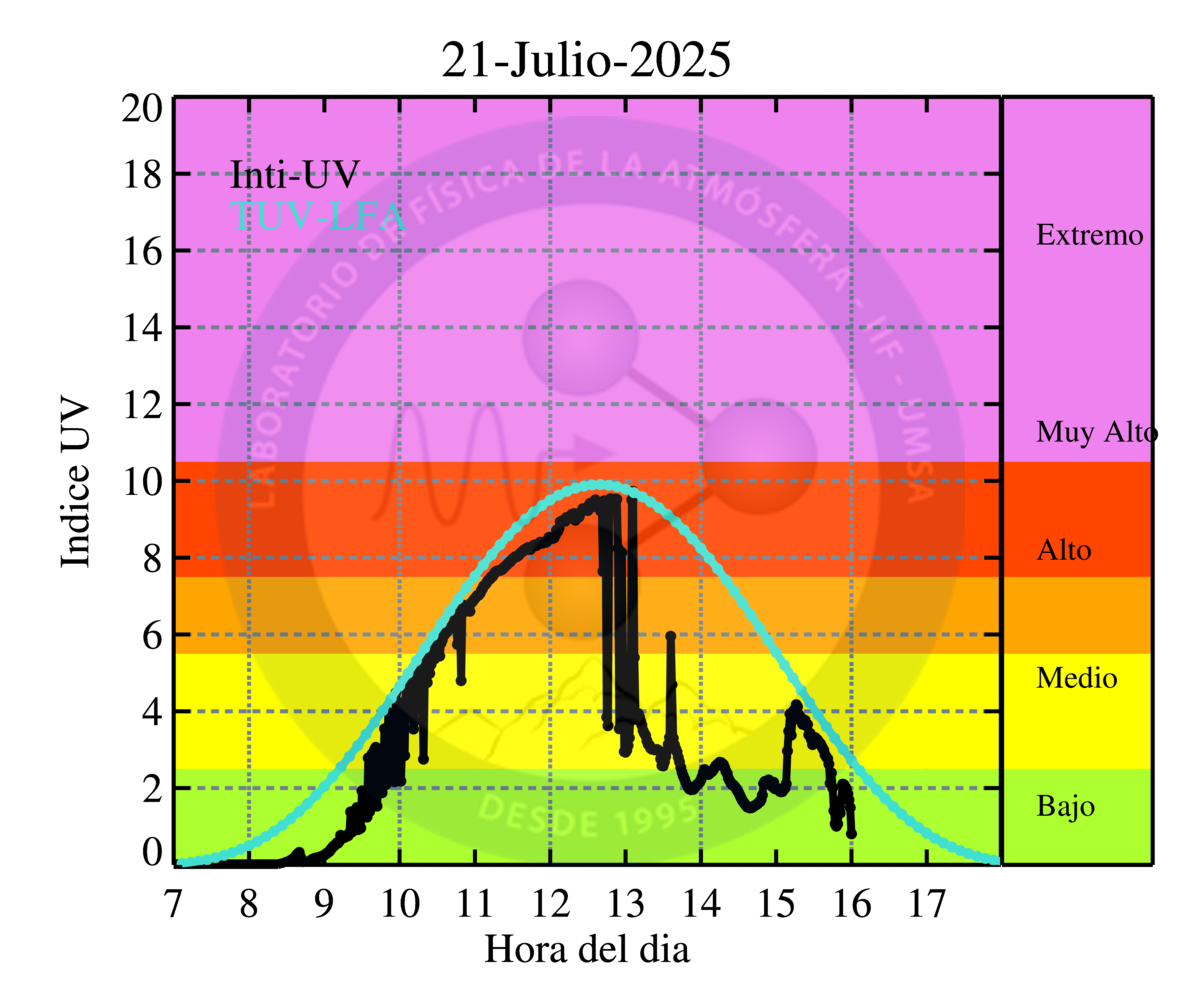 21-Julio-2025
20
18
16
14
12
10
8
6
4
2
0
Indice UV
Inti-UV
TUV-LFA
LABORATORIO DE FÍSICA DE LA ATMÓSFERA - IIF - UMSA
DESDE 1995
Extremo
Muy Alto
Alto
Medio
Bajo
7 8 9 10 11 12 13 14 15 16 17
Hora del dia